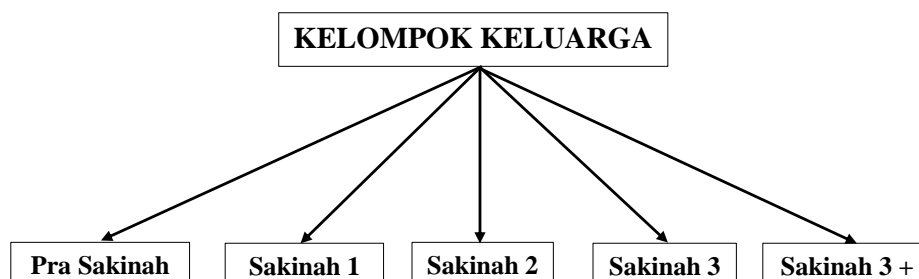 KELOMPOK KELUARGA
Pra Sakinah
Sakinah 1
Sakinah 2
Sakinah 3
Sakinah 3 +